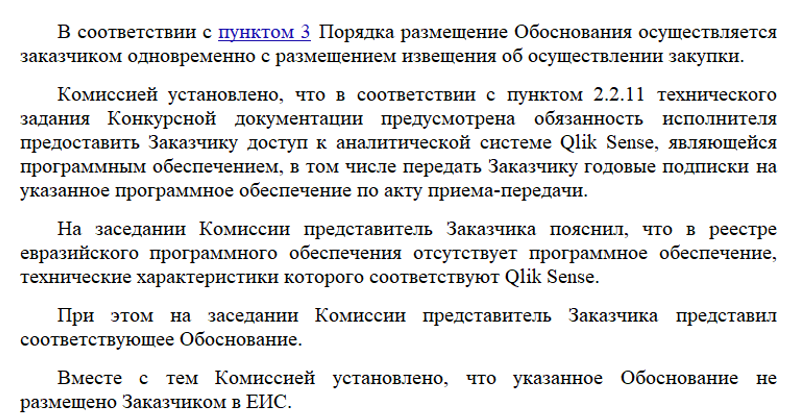 В соответствии с пунктом 3 Порядка размещение Обоснования осуществляется
заказчиком одновременно с размещением извещения об осуществлении закупки.
Комиссией установлено, что в соответствии с пунктом 2.2.11 технического
задания Конкурсной документации предусмотрена обязанность исполнителя
предоставить Заказчику доступ к аналитической системе Qlik Sense, являющейся
программным обеспечением, в том числе передать Заказчику годовые подписки на
указанное программное обеспечение по акту приема-передачи.
На заседании Комиссии представитель Заказчика пояснил, что в реестре
евразийского программного обеспечения отсутствует программное обеспечение,
технические характеристики которого соответствуют Qlik Sense.
При этом на заседании Комиссии представитель Заказчика представил
соответствующее Обоснование.
Вместе с тем Комиссией установлено, что указанное Обоснование не
размещено Заказчиком в ЕИС.